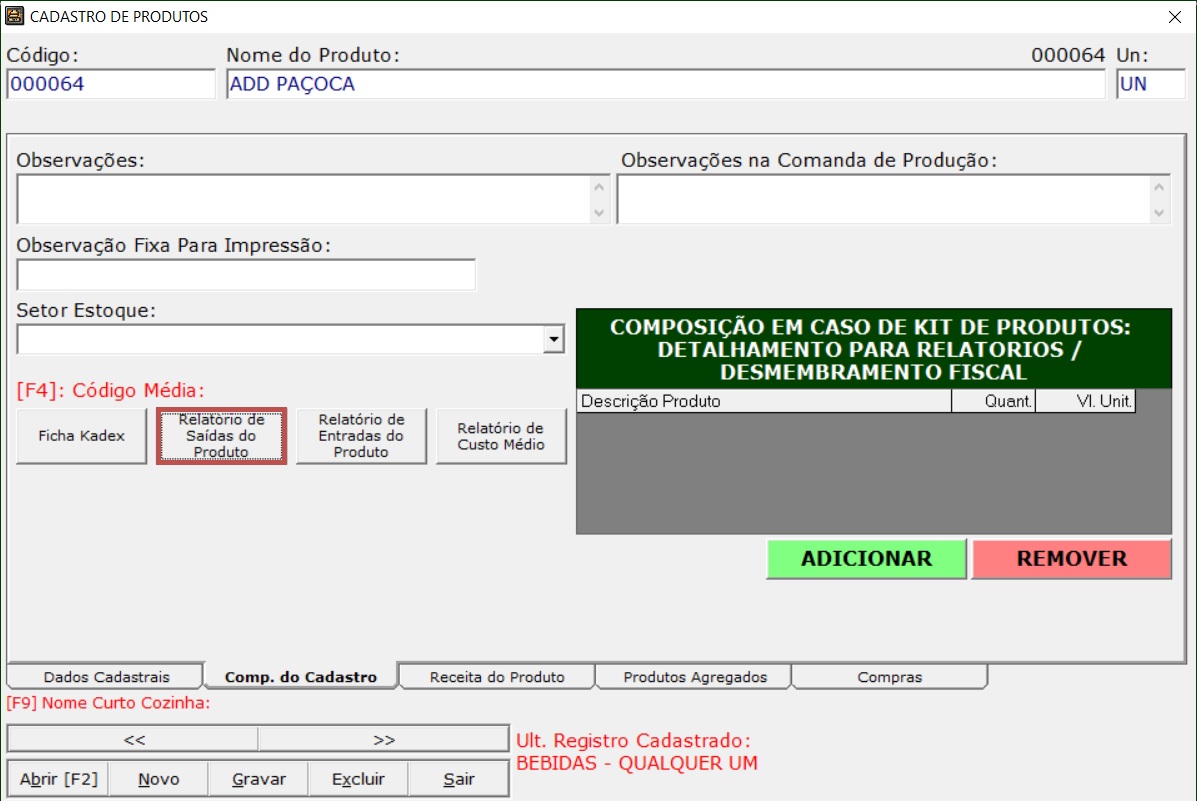 CADASTRO DE PRODUTOS
Código:
Nome do Produto:
000064
Un:
000064
ADD PAÇOCA
UN
Observações:
Observações na Comanda de Produção:
Observação Fixa Para Impressão:
Setor Estoque:
[F4]: Código Média:
Ficha Kadex
Relatório de
Saídas do
Produto
Relatório de
Entradas do
Produto
Relatório de
Custo Médio
COMPOSIÇÃO EM CASO DE KIT DE PRODUTOS:
DETALHAMENTO PARA RELATORIOS /
DESMEMBRAMENTO FISCAL
Descrição Produto
Quant.
Vl. Unit.
ADICIONAR
REMOVER
Dados Cadastrais
Comp. do Cadastro
Receita do Produto
Produtos Agregados
Compras
[F9] Nome Curto Cozinha:
<<
>>
Ult. Registro Cadastrado:
BEBIDAS - QUALQUER UM
Abrir [F2]
Novo
Gravar
Excluir
Sair